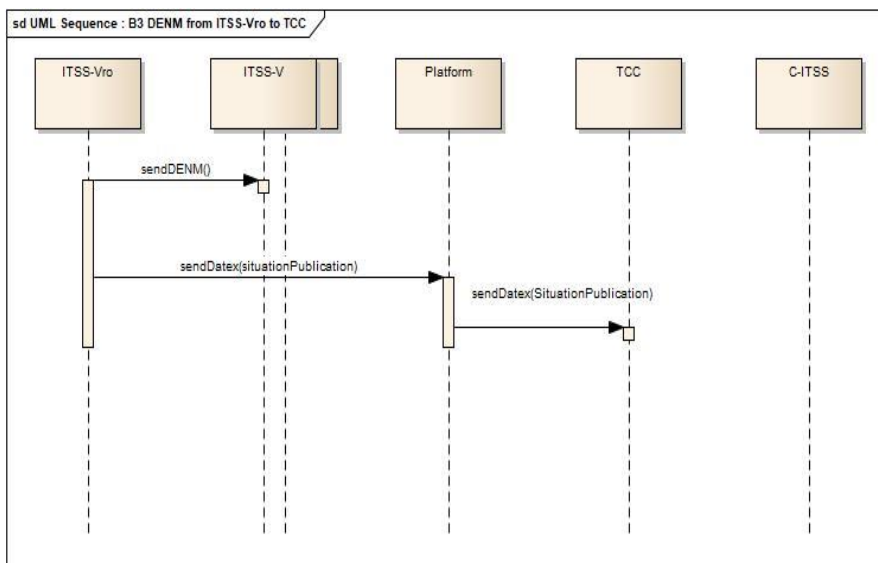 sd UML Sequence : B3 DENM from ITSS-Vro to TCC
ITSS-Vro
ITSS-V
Platform
TCC
C-ITSS
sendDENM()
sendDatex(situationPublication)
sendDatex(SituationPublication)